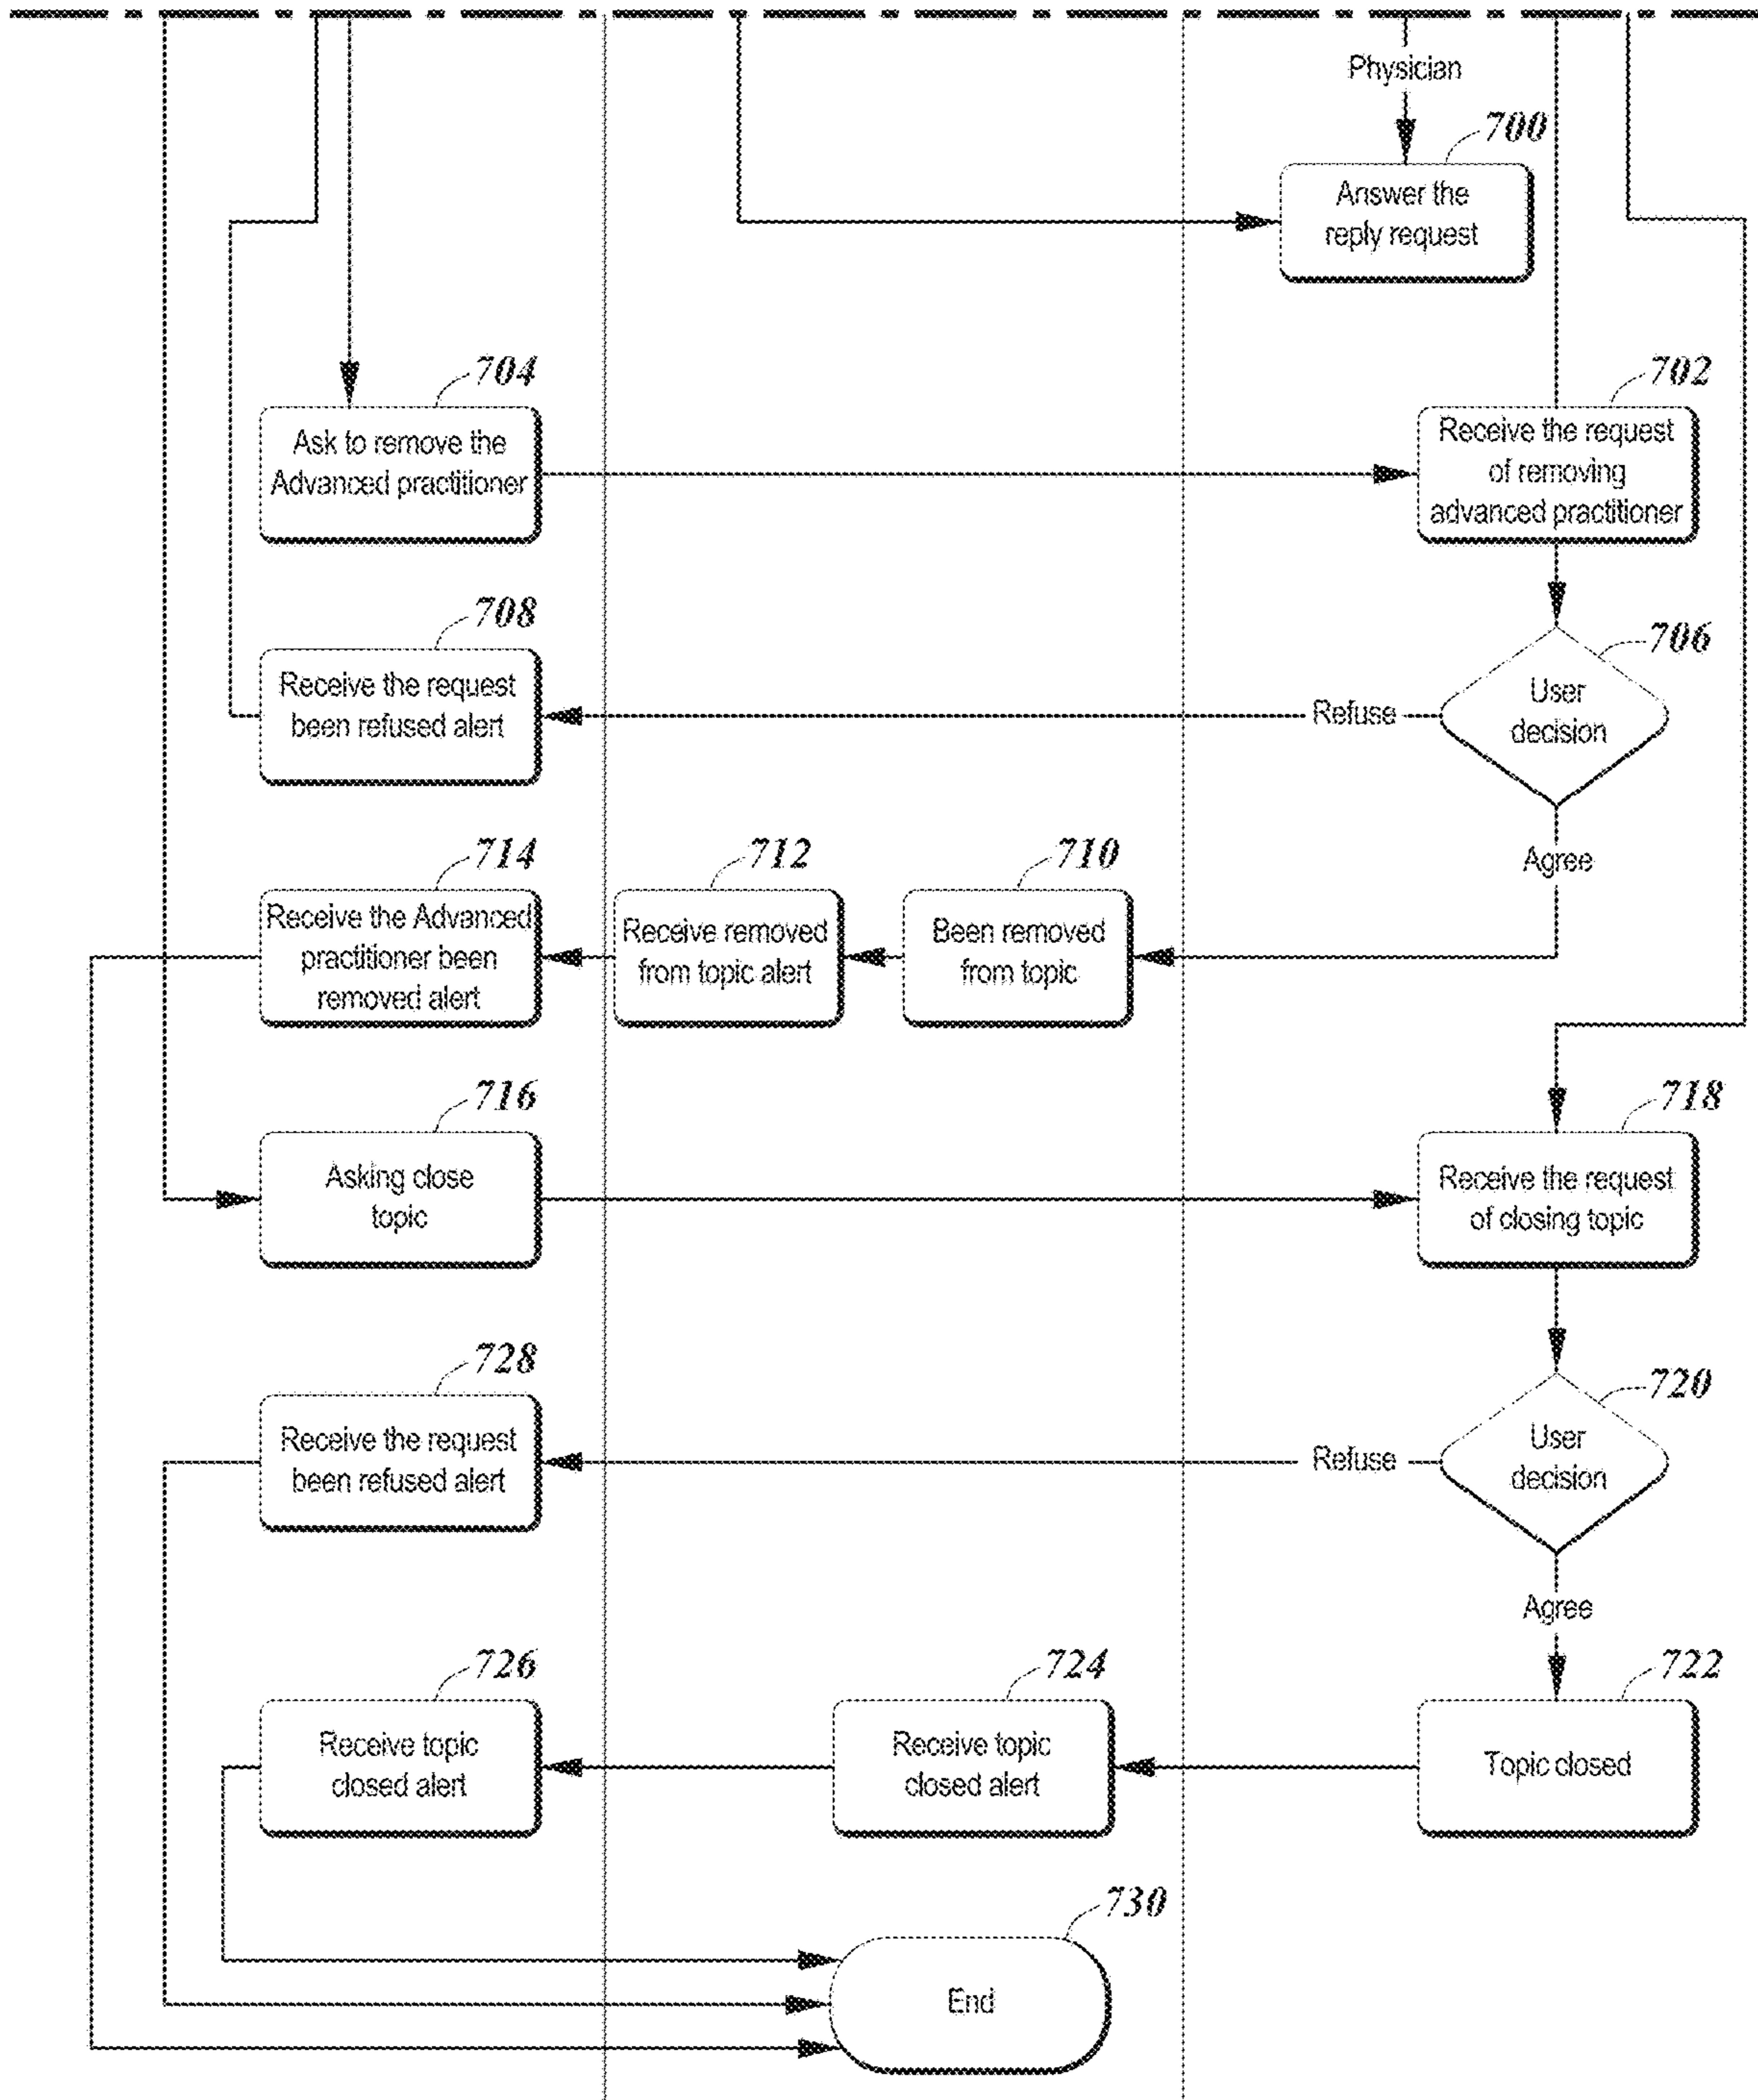 Physician
700
Answer the
reply request
704
Ask to remove the
Advanced practitioner
702
Receive the request
of removing
advanced practitioner
708
Receive the request
been refused alert
Refuse
706
User
decision
Agree
714
Receive the Advanced
practitioner been
removed alert
712
Receive removed
from topic alert
710
Been removed
from topic
716
Asking close
topic
718
Receive the request
of closing topic
728
Receive the request
been refused alert
Refuse
720
User
decision
Agree
726
Receive topic
closed alert
724
Receive topic
closed alert
722
Topic closed
730
End